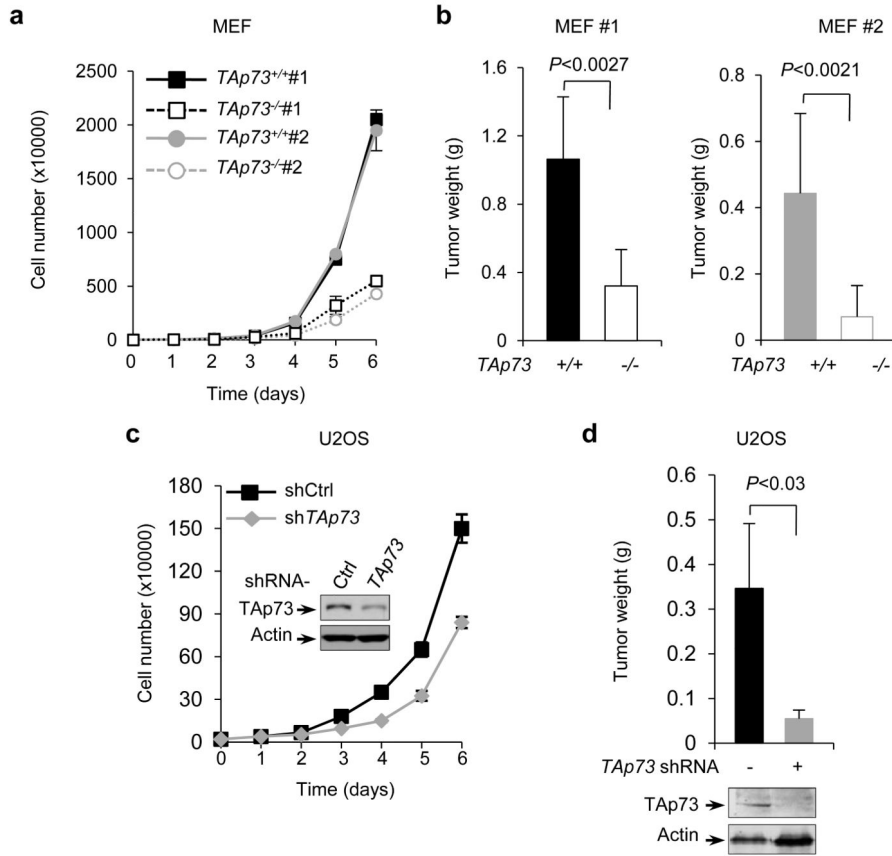 a
MEF
Cell number (x10000)
2500
2000
1500
1000
500
0
TAp73+/+#1
TAp73-/-#1
TAp73+/+#2
TAp73-/-#2
0 1 2 3 4 5 6
Time (days)
b
MEF #1
P<0.0027
Tumor weight (g)
1.6
1.2
0.8
0.4
0
TAp73 +/+ -/-
MEF #2
P<0.0021
Tumor weight (g)
0.8
0.6
0.4
0.2
0
TAp73 +/+ -/-
c
U2OS
Cell number (x10000)
180
150
120
90
60
30
0
shCtrl
shTAp73
shRNA- Ctrl TAp73
TAp73
Actin
0 1 2 3 4 5 6
Time (days)
d
U2OS
P<0.03
Tumor weight (g)
0.6
0.5
0.4
0.3
0.2
0.1
0
TAp73 shRNA - +
TAp73
Actin